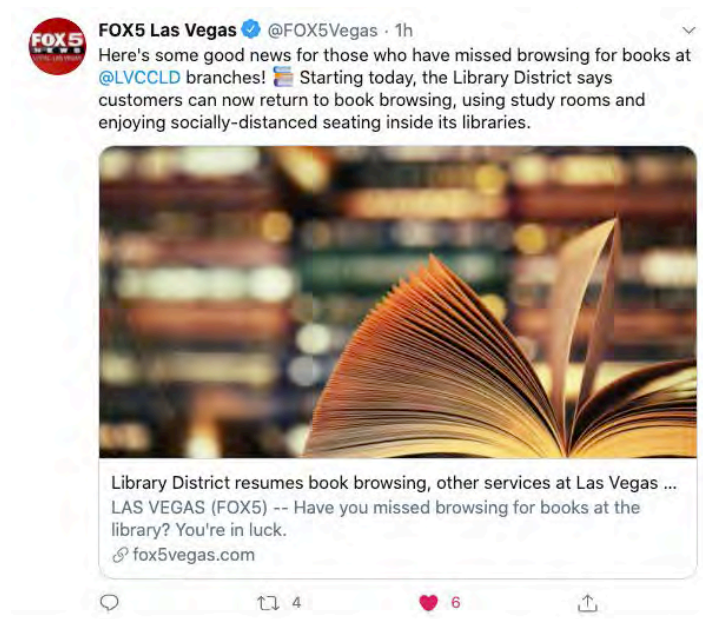 FOX5 Las Vegas @FOX5Vegas · 1h
FOX5
NEWS
Here's some good news for those who have missed browsing for books at
@LVCCLD branches! 📚 Starting today, the Library District says
customers can now return to book browsing, using study rooms and
enjoying socially-distanced seating inside its libraries.
Library District resumes book browsing, other services at Las Vegas ...
LAS VEGAS (FOX5) -- Have you missed browsing for books at the
library? You're in luck.
fox5vegas.com
4
6